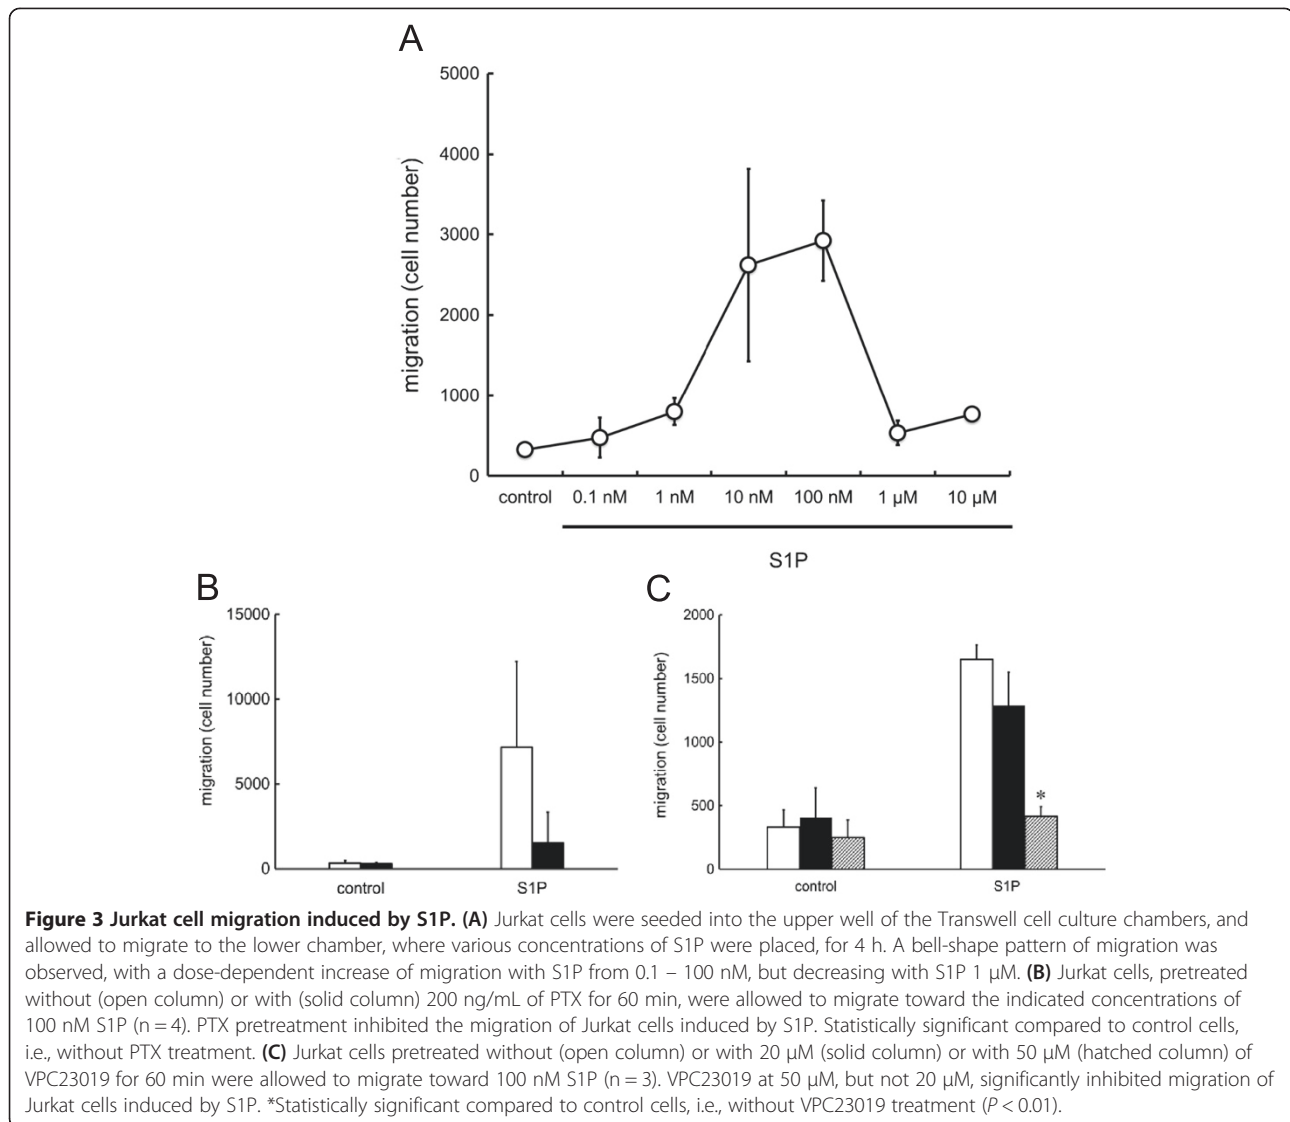 A
5000
4000
3000
2000
1000
0
migration (cell number)
control 0.1 nM 1 nM 10 nM 100 nM 1 µM 10 µM
S1P
B
15000
10000
5000
0
migration (cell number)
control S1P
C
2000
1500
1000
500
0
migration (cell number)
*
control S1P
Figure 3 Jurkat cell migration induced by S1P. (A) Jurkat cells were seeded into the upper well of the Transwell cell culture chambers, and
allowed to migrate to the lower chamber, where various concentrations of S1P were placed, for 4 h. A bell-shape pattern of migration was
observed, with a dose-dependent increase of migration with S1P from 0.1 – 100 nM, but decreasing with S1P 1 µM. (B) Jurkat cells, pretreated
without (open column) or with (solid column) 200 ng/mL of PTX for 60 min, were allowed to migrate toward the indicated concentrations of
100 nM S1P (n = 4). PTX pretreatment inhibited the migration of Jurkat cells induced by S1P. Statistically significant compared to control cells,
i.e., without PTX treatment. (C) Jurkat cells pretreated without (open column) or with 20 µM (solid column) or with 50 µM (hatched column) of
VPC23019 for 60 min were allowed to migrate toward 100 nM S1P (n = 3). VPC23019 at 50 µM, but not 20 µM, significantly inhibited migration of
Jurkat cells induced by S1P. *Statistically significant compared to control cells, i.e., without VPC23019 treatment (P < 0.01).